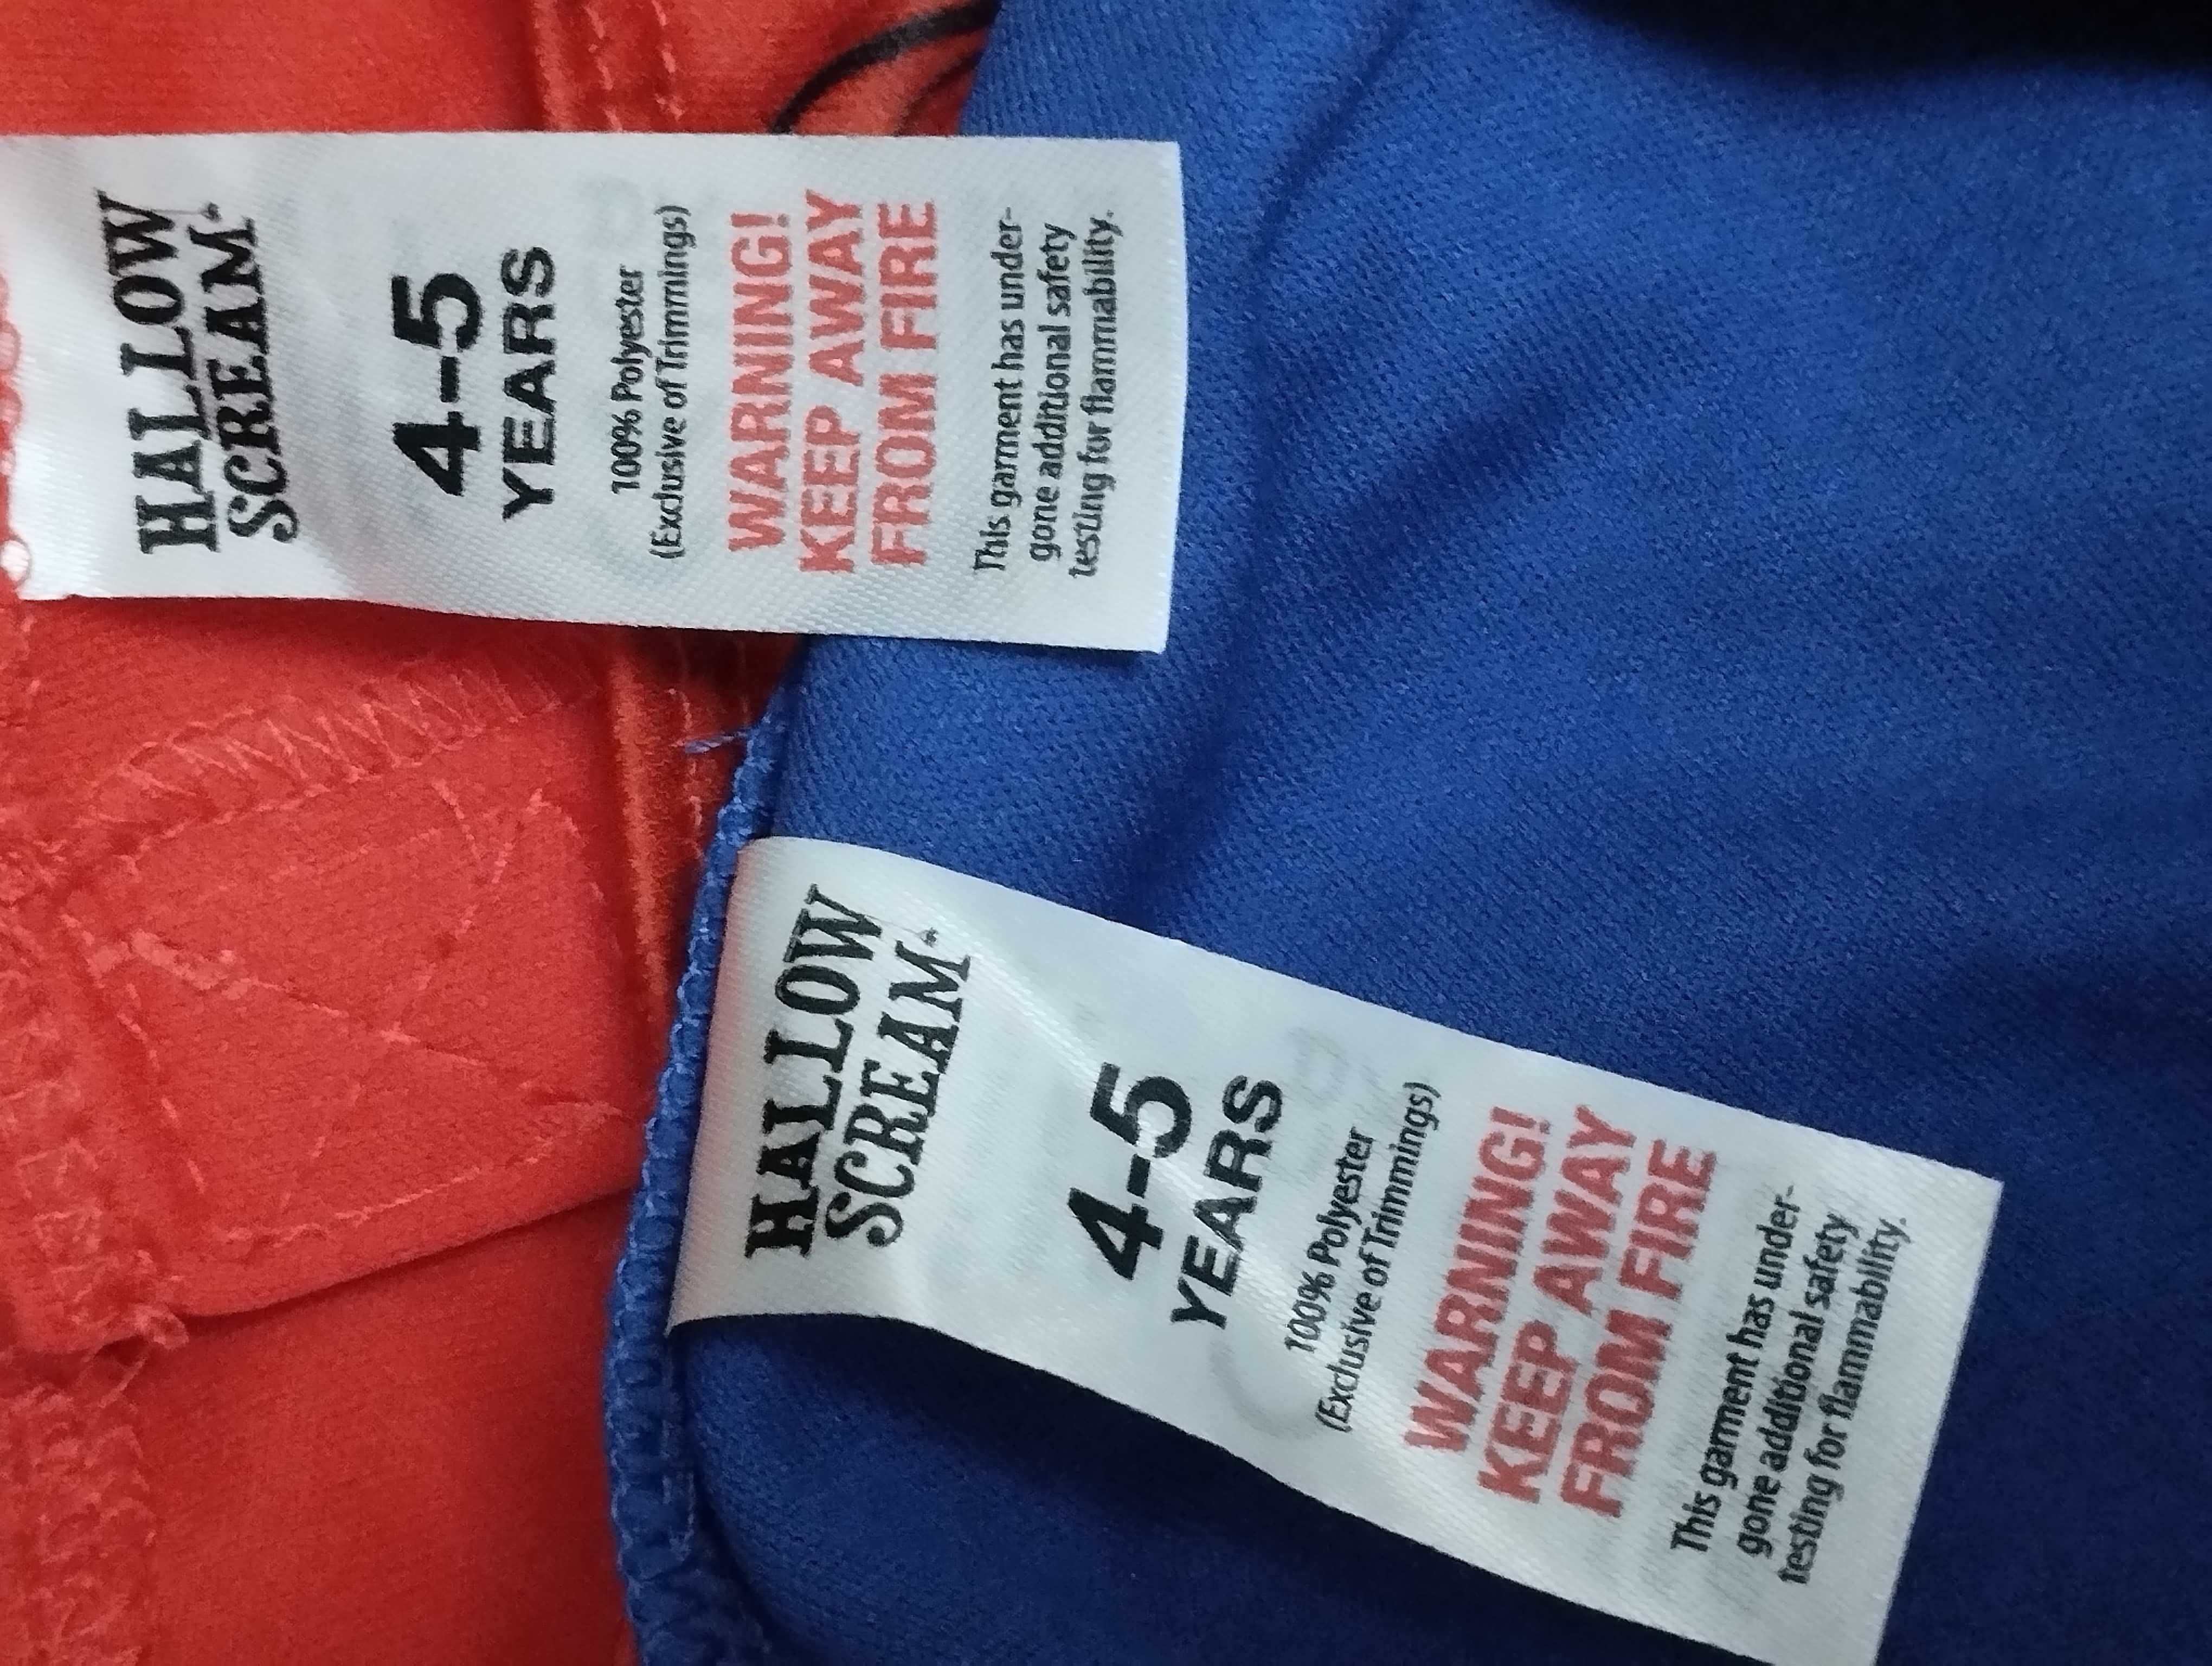 HALLOW
SCREAM
4-5
YEARS
100% Polyester
(Exclusive of Trimmings)
WARNING!
KEEP AWAY
FROM FIRE
This garment has under-
gone additional safety
testing for flammability.
HALLOW
SCREAM
4-5
YEARS
100% Polyester
(Exclusive of Trimmings)
WARNING!
KEEP AWAY
FROM FIRE
This garment has under-
gone additional safety
testing for flammability.